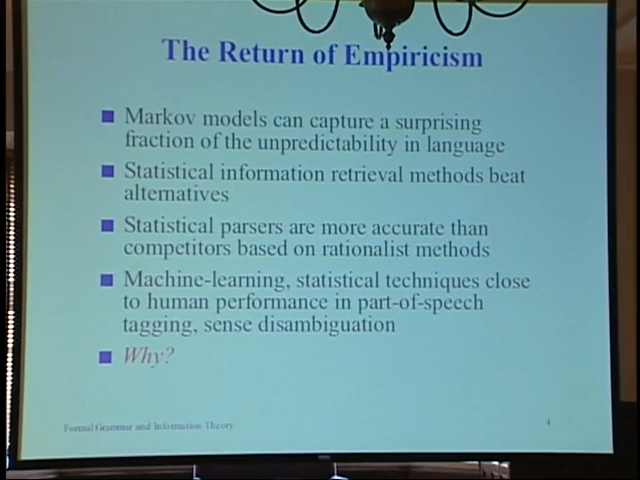 The Return of Empiricism
Markov models can capture a surprising
fraction of the unpredictability in language
Statistical information retrieval methods beat
alternatives
Statistical parsers are more accurate than
competitors based on rationalist methods
Machine-learning, statistical techniques close
to human performance in part-of-speech
tagging, sense disambiguation
Why?
Formal Grammar and Information Theory
4